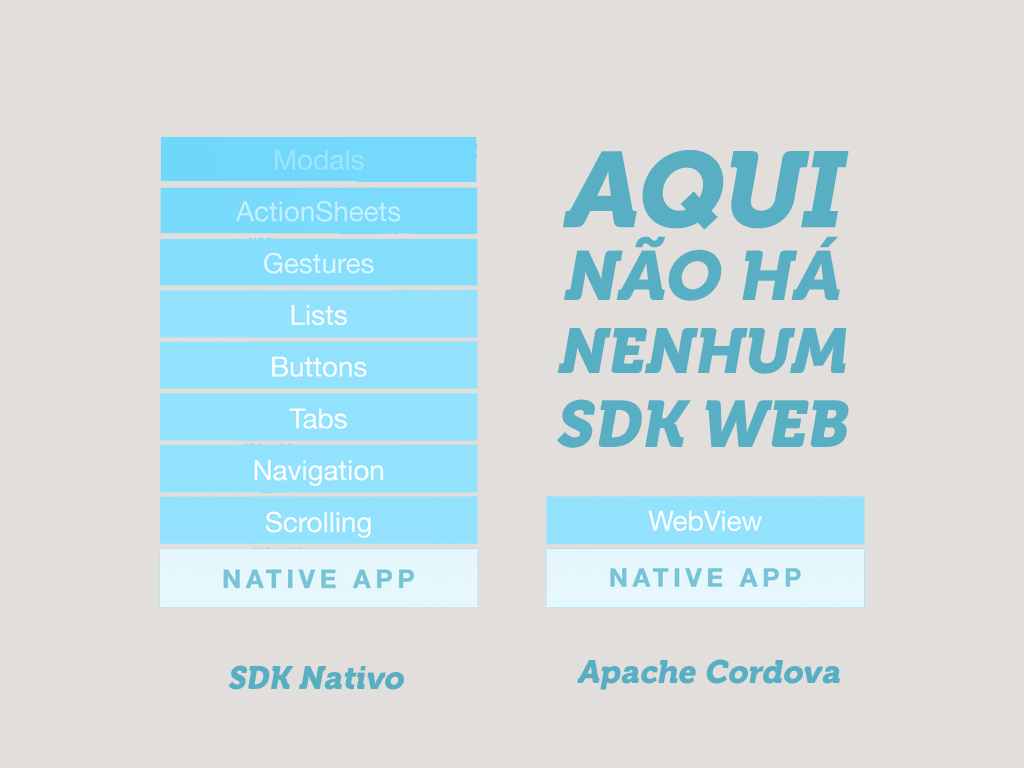 Modals
ActionSheets
Gestures
Lists
Buttons
Tabs
Navigation
Scrolling
NATIVE APP
SDK Nativo
AQUI
NÃO HÁ
NENHUM
SDK WEB
WebView
NATIVE APP
Apache Cordova